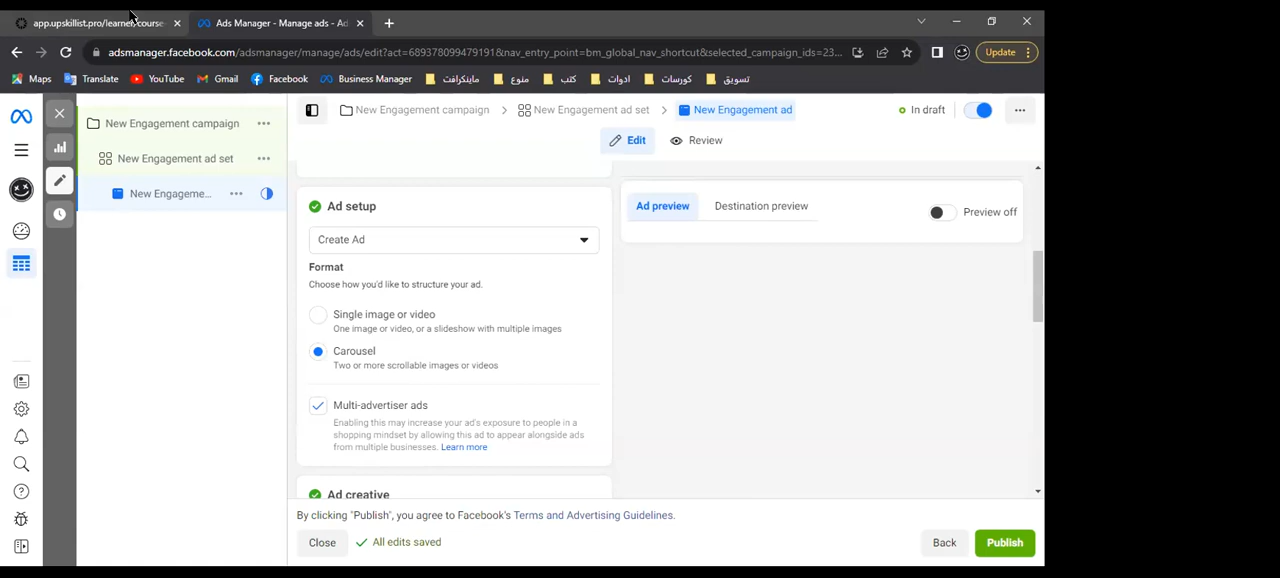 app.upskillist.pro/learner/course
Ads Manager - Manage ads - Ad
adsmanager.facebook.com/adsmanager/manage/ads/edit?act=689378099479191&nav_entry_point=bm_global_nav_shortcut&selected_campaign_ids=23...
Update
Maps Translate YouTube Gmail Facebook Business Manager ماينكرافت منوع كتب ادوات كورسات تسويق
New Engagement campaign > New Engagement ad set > New Engagement ad
In draft
New Engagement campaign
New Engagement ad set
New Engageme...
Edit
Review
Ad setup
Create Ad
Format
Choose how you'd like to structure your ad.
Single image or video
One image or video, or a slideshow with multiple images
Carousel
Two or more scrollable images or videos
Multi-advertiser ads
Enabling this may increase your ad's exposure to people in a
shopping mindset by allowing this ad to appear alongside ads
from multiple businesses. Learn more
Ad creative
Ad preview
Destination preview
Preview off
By clicking "Publish", you agree to Facebook's Terms and Advertising Guidelines.
Close
All edits saved
Back
Publish